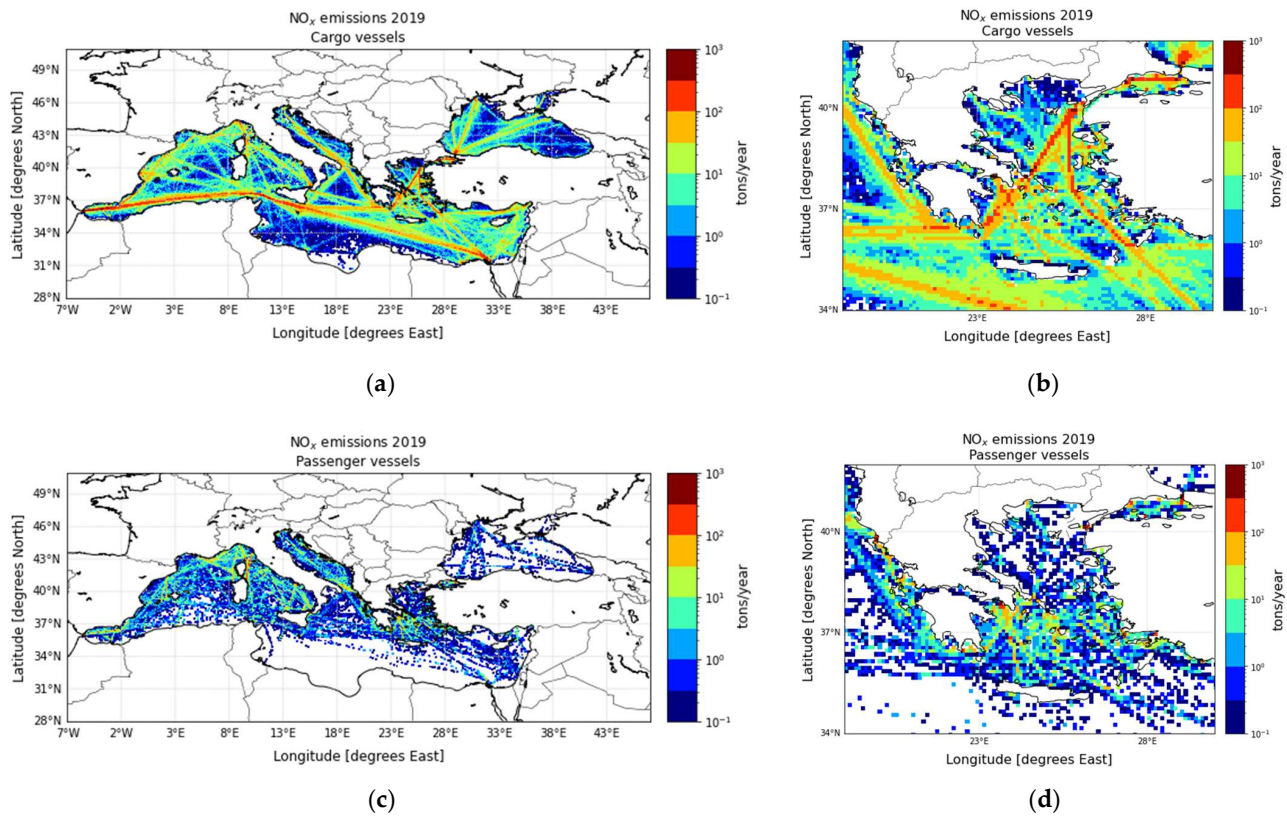 NOₓ emissions 2019
Cargo vessels
49°N
46°N
43°N
40°N
37°N
34°N
31°N
28°N
Latitude [degrees North]
7°W 2°W 3°E 8°E 13°E 18°E 23°E 28°E 33°E 38°E 43°E
Longitude [degrees East]
10³
10²
10¹
10⁰
10⁻¹
tons/year
(a)
NOₓ emissions 2019
Cargo vessels
40°N
37°N
34°N
Latitude [degrees North]
23°E 28°E
Longitude [degrees East]
10³
10²
10¹
10⁰
10⁻¹
tons/year
(b)
NOₓ emissions 2019
Passenger vessels
49°N
46°N
43°N
40°N
37°N
34°N
31°N
28°N
Latitude [degrees North]
7°W 2°W 3°E 8°E 13°E 18°E 23°E 28°E 33°E 38°E 43°E
Longitude [degrees East]
10³
10²
10¹
10⁰
10⁻¹
tons/year
(c)
NOₓ emissions 2019
Passenger vessels
40°N
37°N
34°N
Latitude [degrees North]
23°E 28°E
Longitude [degrees East]
10³
10²
10¹
10⁰
10⁻¹
tons/year
(d)